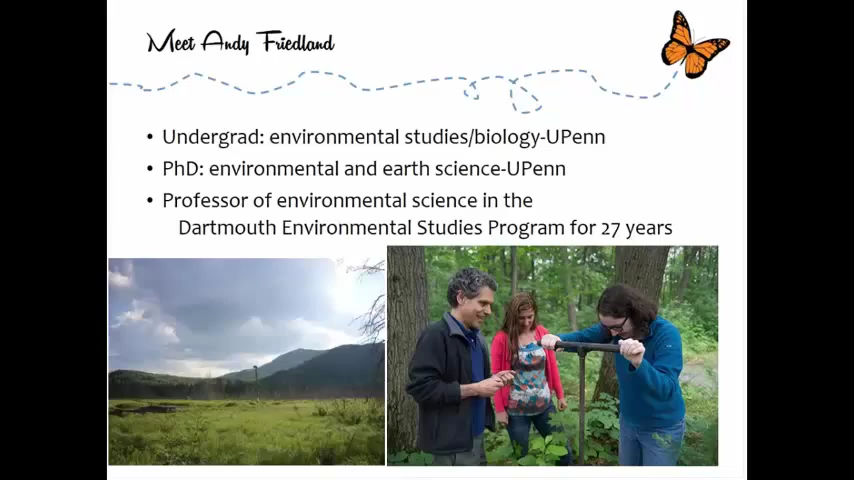 Meet Andy Friedland
• Undergrad: environmental studies/biology-UPenn
• PhD: environmental and earth science-UPenn
• Professor of environmental science in the
Dartmouth Environmental Studies Program for 27 years